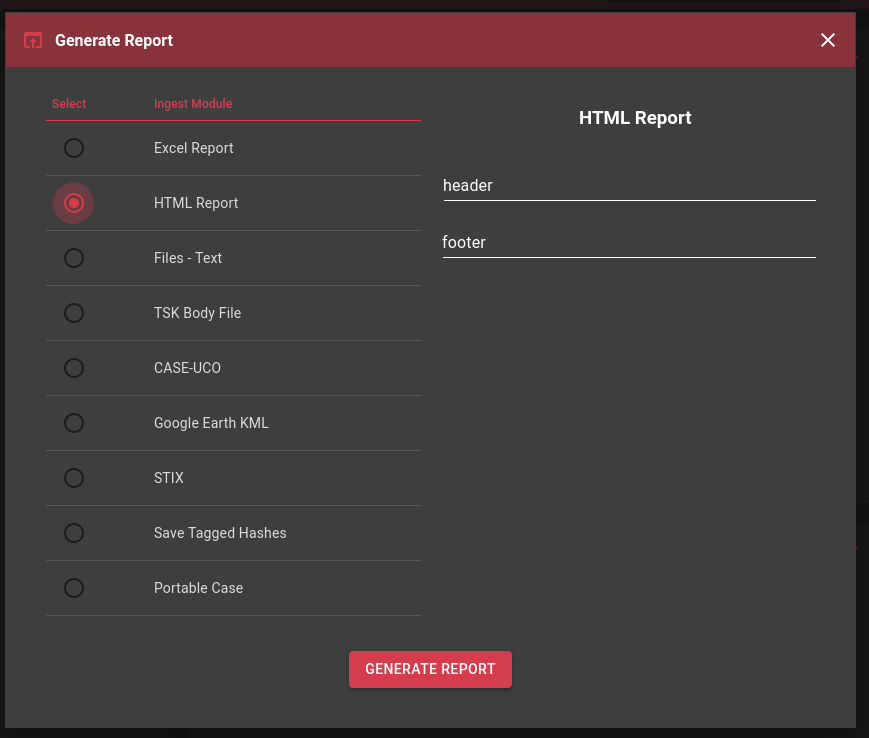 Generate Report
Select Ingest Module
Excel Report
HTML Report
Files - Text
TSK Body File
CASE-UCO
Google Earth KML
STIX
Save Tagged Hashes
Portable Case
HTML Report
header
footer
GENERATE REPORT